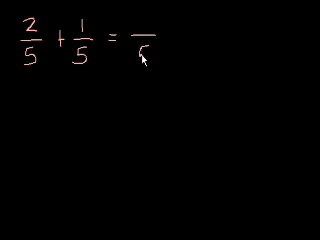 2/5 + 1/5 = /5